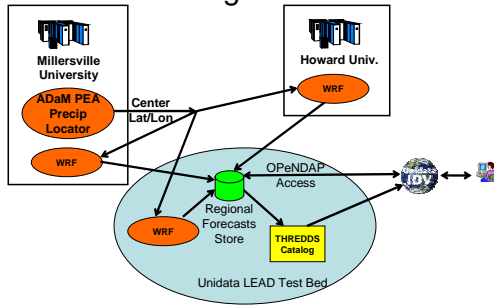 Millersville
University
ADaM PEA
Precip
Locator
WRF
Center
Lat/Lon
Howard Univ.
WRF
OPeNDAP
Access
IDV
Regional
Forecasts
Store
WRF
THREDDS
Catalog
Unidata LEAD Test Bed